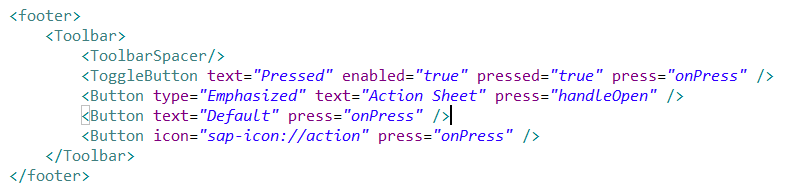 <footer>
    <Toolbar>
        <ToolbarSpacer/>
        <ToggleButton text="Pressed" enabled="true" pressed="true" press="onPress" />
        <Button type="Emphasized" text="Action Sheet" press="handleOpen" />
        <Button text="Default" press="onPress" />
        <Button icon="sap-icon://action" press="onPress" />
    </Toolbar>
</footer>